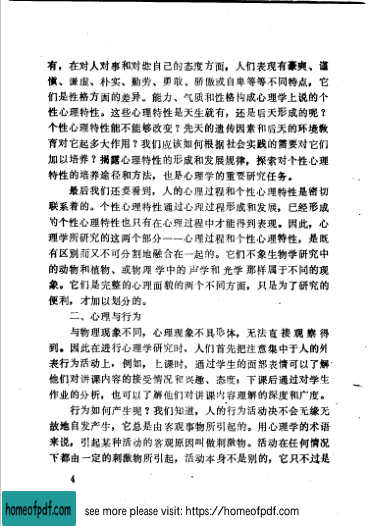 有，在对人对事和对您自己的态度方面，人们表现有豪爽、谨
慎、谦虚、朴实、勤劳、勇敢、骄傲或自卑等等不同特点，它
们是性格方面的差异。能力、气质和性格构成心理学上说的个
性心理特性。这些心理特性是天生就有，还是后天形成的呢？
个性心理特性能不能够改变？先天的遗传因素和后天的环境教
育对它起多大作用？我们应该如何根据社会实践的需要对它们
加以培养？揭露心理特性的形成和发展规律，探索对个性心理
特性的培养途径和方法，也是心理学的重要研究任务。
最后我们还要看到，人的心理过程和个性心理特性是密切
联系着的。个性心理特性通过心理过程形成和发展，已经形成
的个性心理特性也只有在心理过程中才能得到表现。因此，心
理学所研究的这两个部分——心理过程和个性心理特性，是既
有区别而又不可分割地融合在一起的。它们不象生物学研究中
的动物和植物、或物理学中的声学和光学那样属于不同的现
象。它们是完整的心理面貌的两个不同方面，只是为了研究的
便利，才加以划分的。
二、心理与行为
与物理现象不同，心理现象不具形体，无法直接观察得
到。因此在进行心理学研究时、人们首先把注意集中于人的外
表行为活动上，例如，上课时，通过学生的面部表情可以了解
他们对讲课内容的接受情况和兴趣、态度；下课后通过对学生
作业的分析，也可以了解他们对讲课内容理解的深度和广度。
行为如何产生呢？我们知道，人的行为活动决不会无缘无
故地自发产生，它总是由客观事物所引起的。用心理学的术语
来说，引起某种活动的客观原因叫做刺激物。活动在任何情况
下都由一定的刺激物所引起，活动本身不是别的，它只不过是
4
homeofpdf.com
see more please visit: https://homeofpdf.com